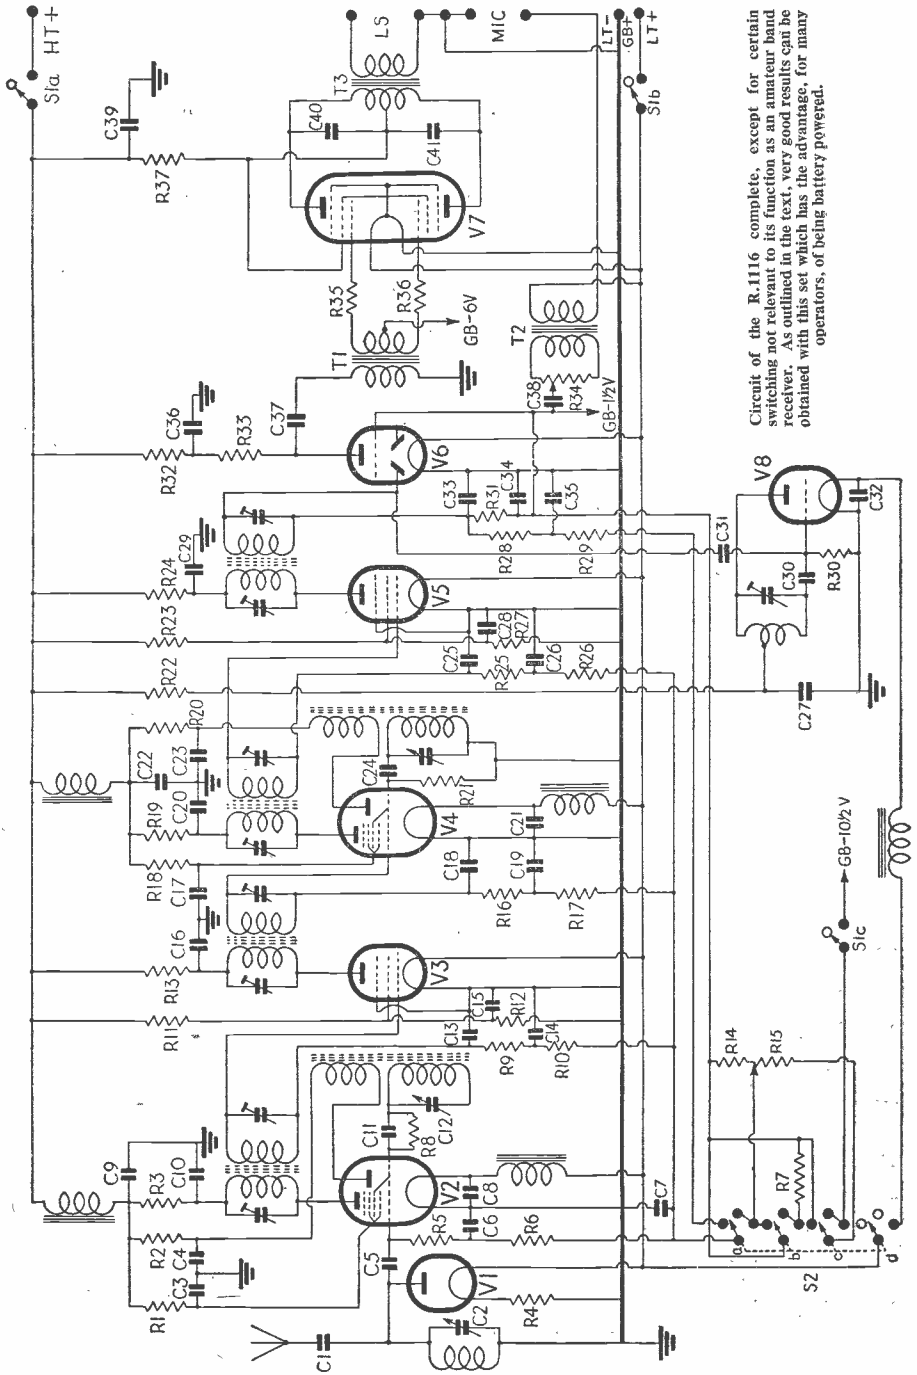 HT+
S1a
C39
R37
C40
T3
LS
MIC
LT-
GB+
LT+
S1b
C41
V7
R35
R36
T1
GB-6V
T2
C38
R34
GB-1½V
C36
R32
R33
C37
V6
C33
R31
C34
C35
R28
R29
C29
R24
R23
R22
V5
C25
C28
R27
R25
C26
R26
C31
V8
C32
C30
R30
C27
R20
C22
C23
R19
C20
R18
C17
C24
R21
V4
C18
C21
C19
R16
R17
C16
R13
R11
V3
C13
C15
R12
C14
R9
R10
C9
R3
C10
R2
C4
C3
R1
C11
R8
C12
V2
C8
C6
R5
R6
C5
C7
V1
R4
C2
C1
GB-10½V
S1c
R14
R15
R7
a
b
c
d
S2
Circuit of the R.1116 complete, except for certain
switching not relevant to its function as an amateur band
receiver. As outlined in the text, very good results can be
obtained with this set which has the advantage, for many
operators, of being battery powered.